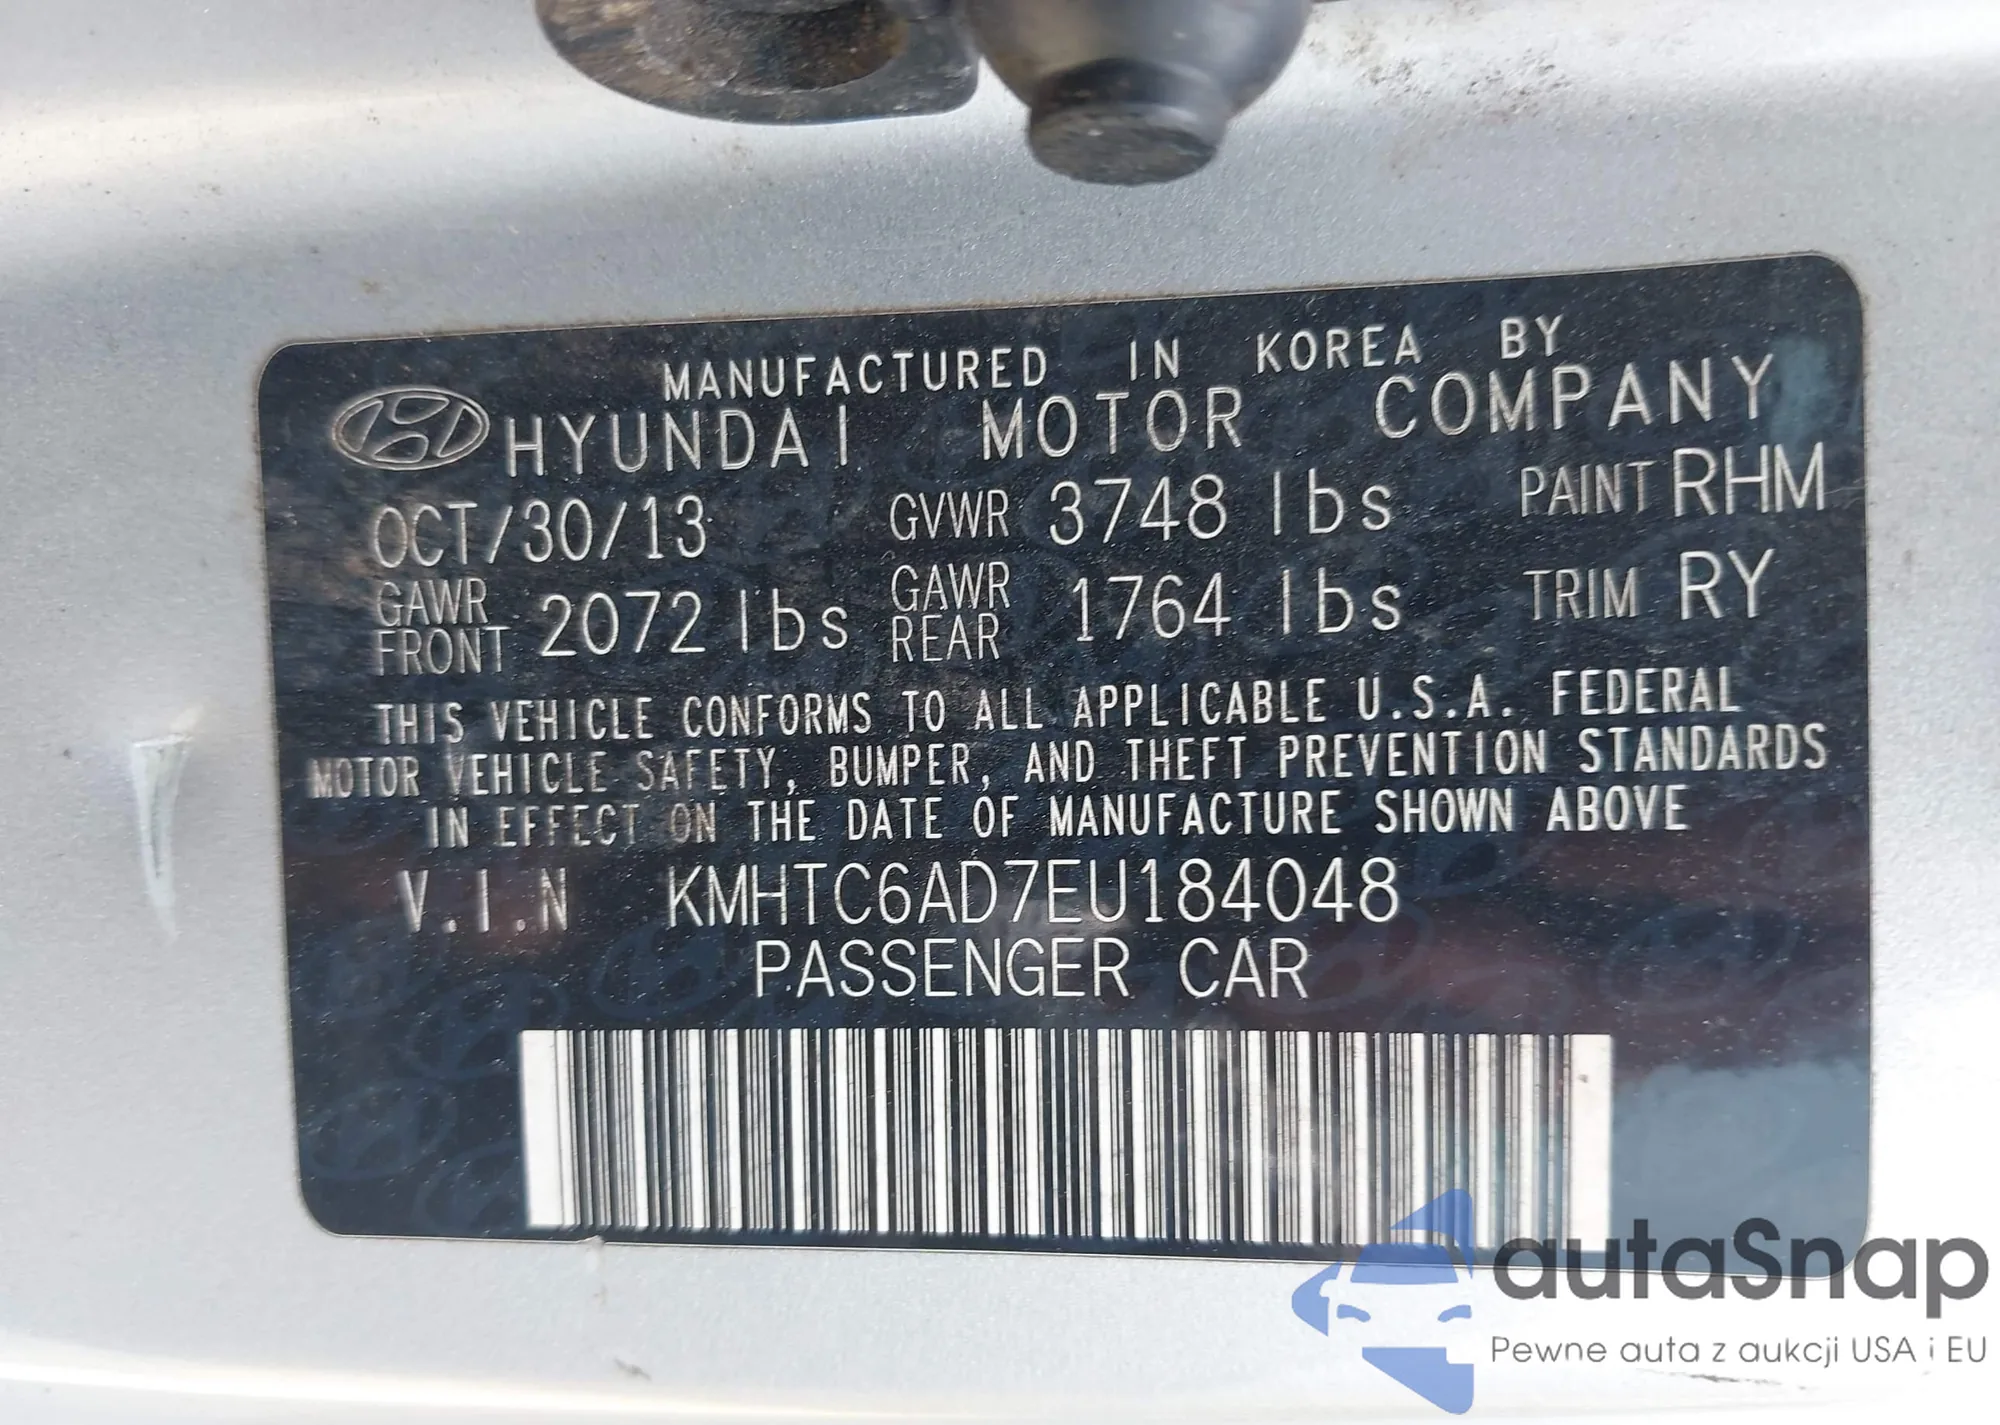 MANUFACTURED IN KOREA BY
HYUNDAI MOTOR COMPANY
OCT/30/13 GVWR 3748 lbs PAINT RHM
GAWR FRONT 2072 lbs GAWR REAR 1764 lbs TRIM RY
THIS VEHICLE CONFORMS TO ALL APPLICABLE U.S.A. FEDERAL
MOTOR VEHICLE SAFETY, BUMPER, AND THEFT PREVENTION STANDARDS
IN EFFECT ON THE DATE OF MANUFACTURE SHOWN ABOVE
V.I.N KMHTC6AD7EU184048
PASSENGER CAR
autaSnap
Pewne auta z aukcji USA i EU